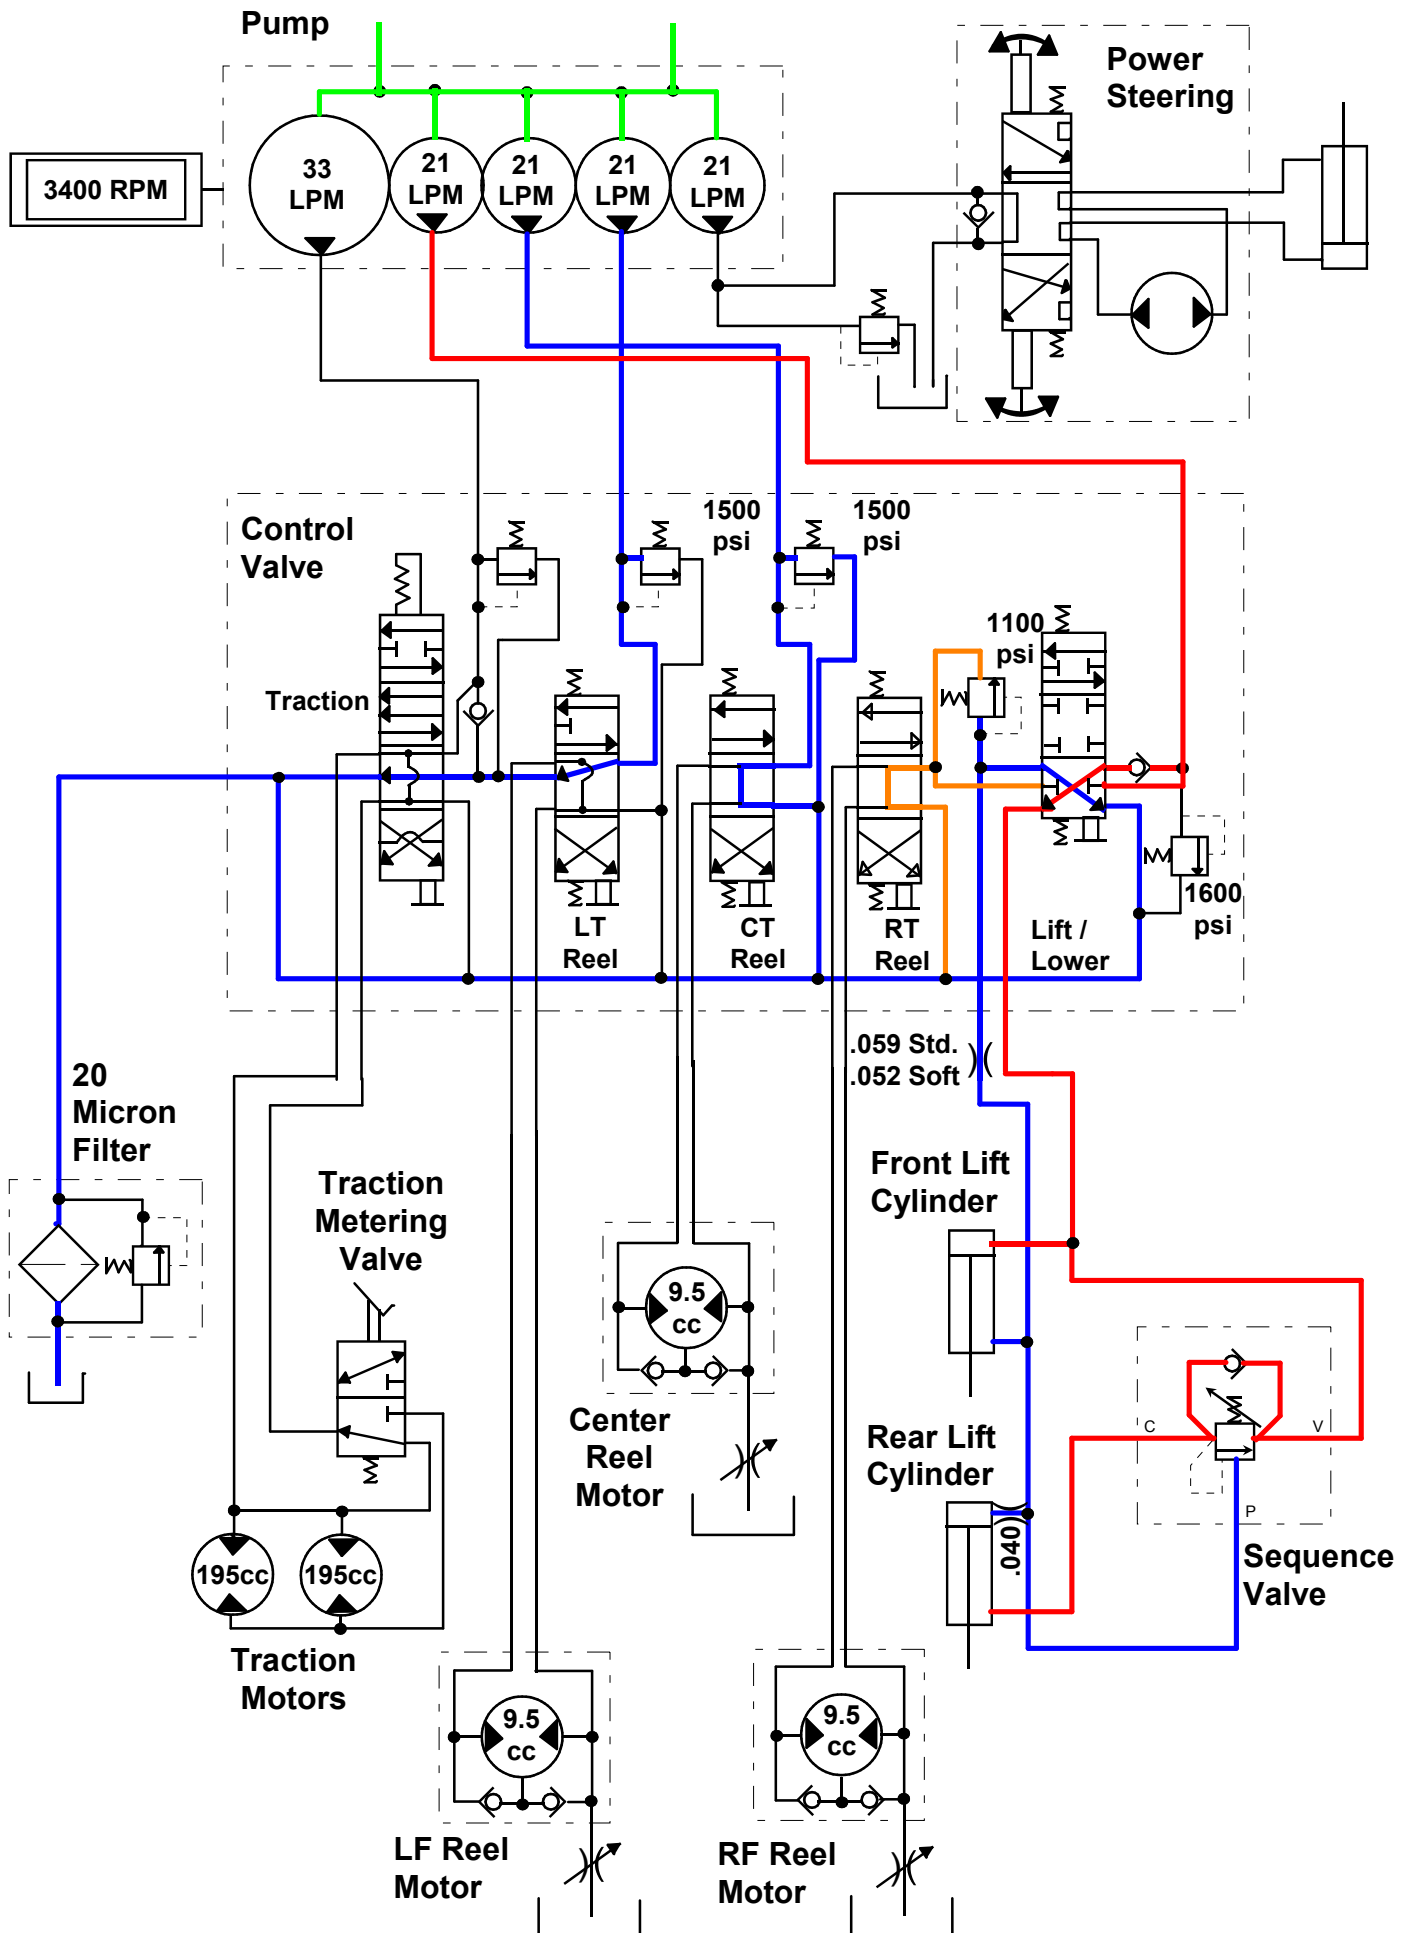 Pump
Power
Steering
3400 RPM
33
LPM
21
LPM
21
LPM
21
LPM
21
LPM
Control
Valve
1500
psi
1500
psi
1100
psi
Traction
1600
psi
LT
Reel
CT
Reel
RT
Reel
Lift /
Lower
.059 Std.
.052 Soft
20
Micron
Filter
Traction
Metering
Valve
Front Lift
Cylinder
9.5
cc
Center
Reel
Motor
Rear Lift
Cylinder
C
V
P
.040
Sequence
Valve
195cc
195cc
Traction
Motors
9.5
cc
9.5
cc
LF Reel
Motor
RF Reel
Motor